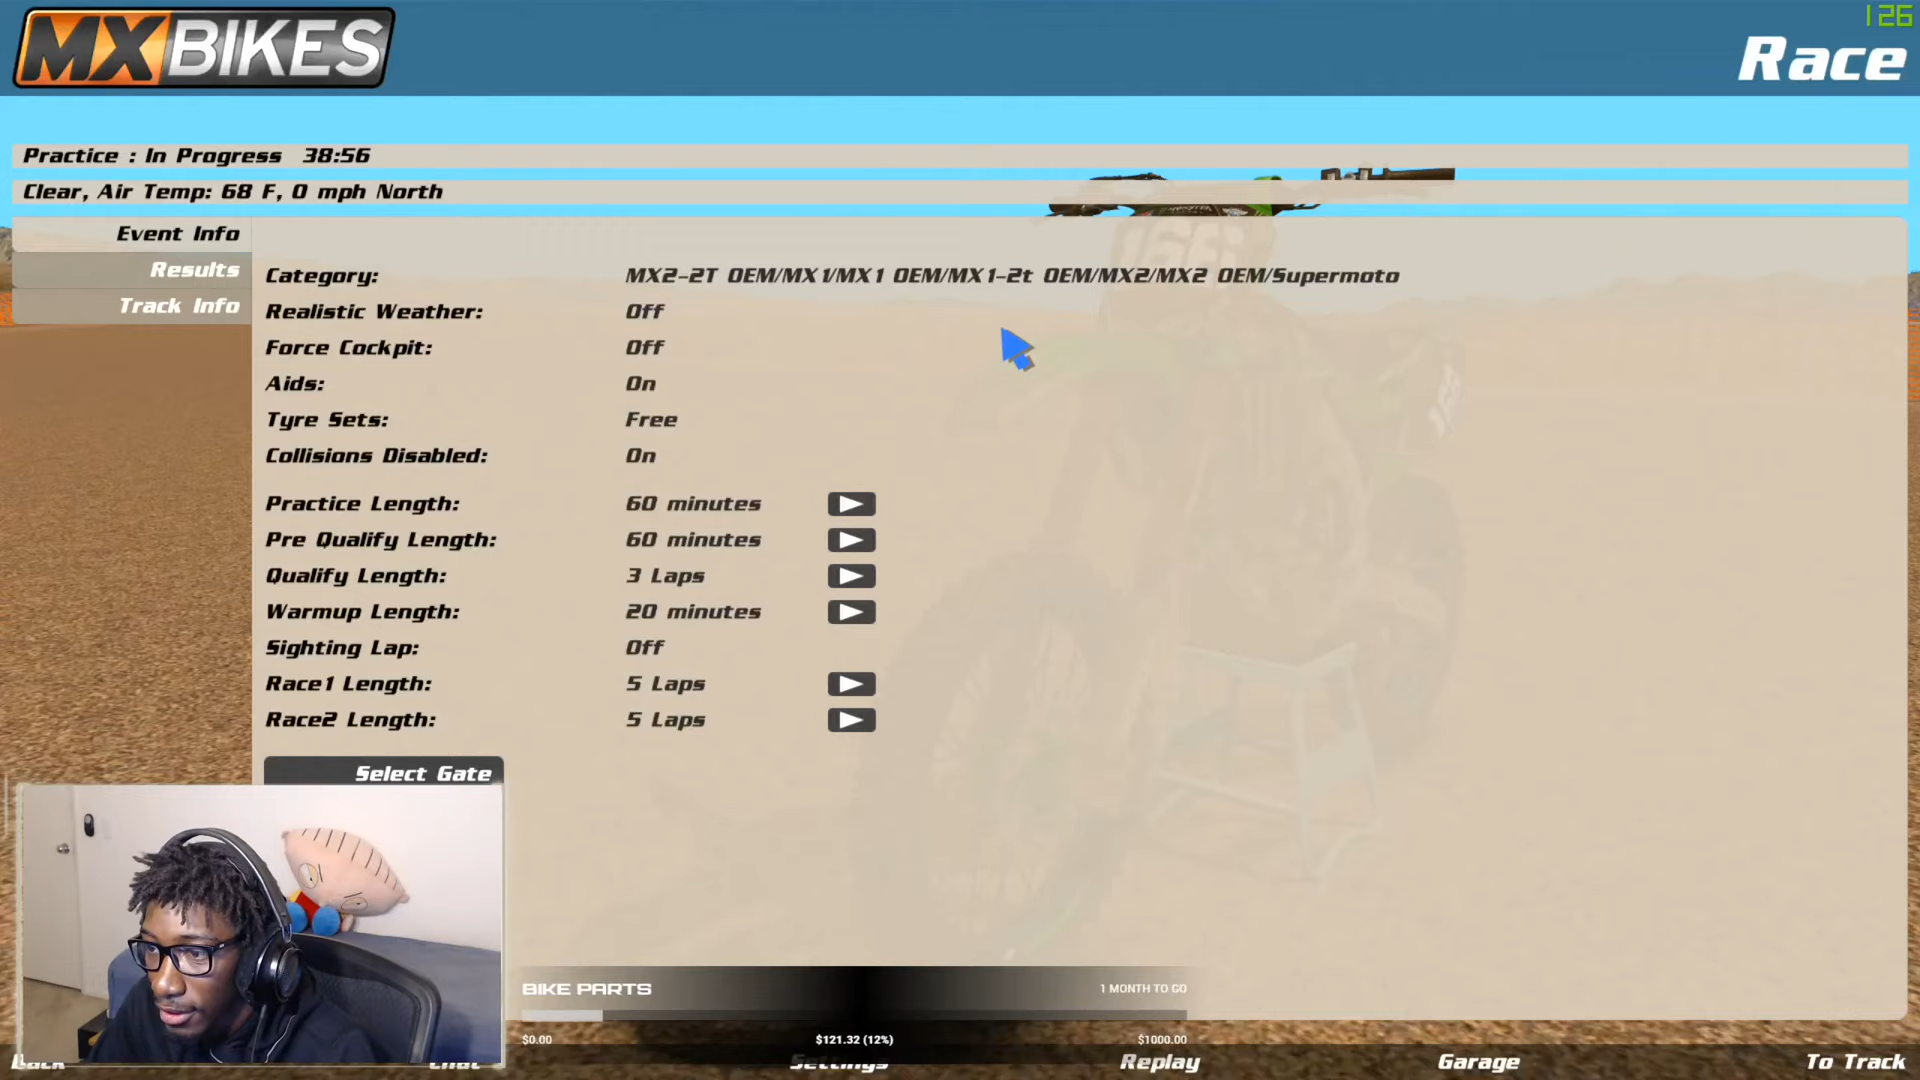 MXBIKES
126
Race
Practice : In Progress 38:56
Clear, Air Temp: 68 F, 0 mph North
Event Info
Results
Track Info
Category: MX2-2T OEM/MX1/MX1 OEM/MX1-2t OEM/MX2/MX2 OEM/Supermoto
Realistic Weather: Off
Force Cockpit: Off
Aids: On
Tyre Sets: Free
Collisions Disabled: On
Practice Length: 60 minutes
Pre Qualify Length: 60 minutes
Qualify Length: 3 Laps
Warmup Length: 20 minutes
Sighting Lap: Off
Race1 Length: 5 Laps
Race2 Length: 5 Laps
Select Gate
BIKE PARTS
1 MONTH TO GO
$0.00
$121.32 (12%)
$1000.00
Back
Chat
Settings
Replay
Garage
To Track